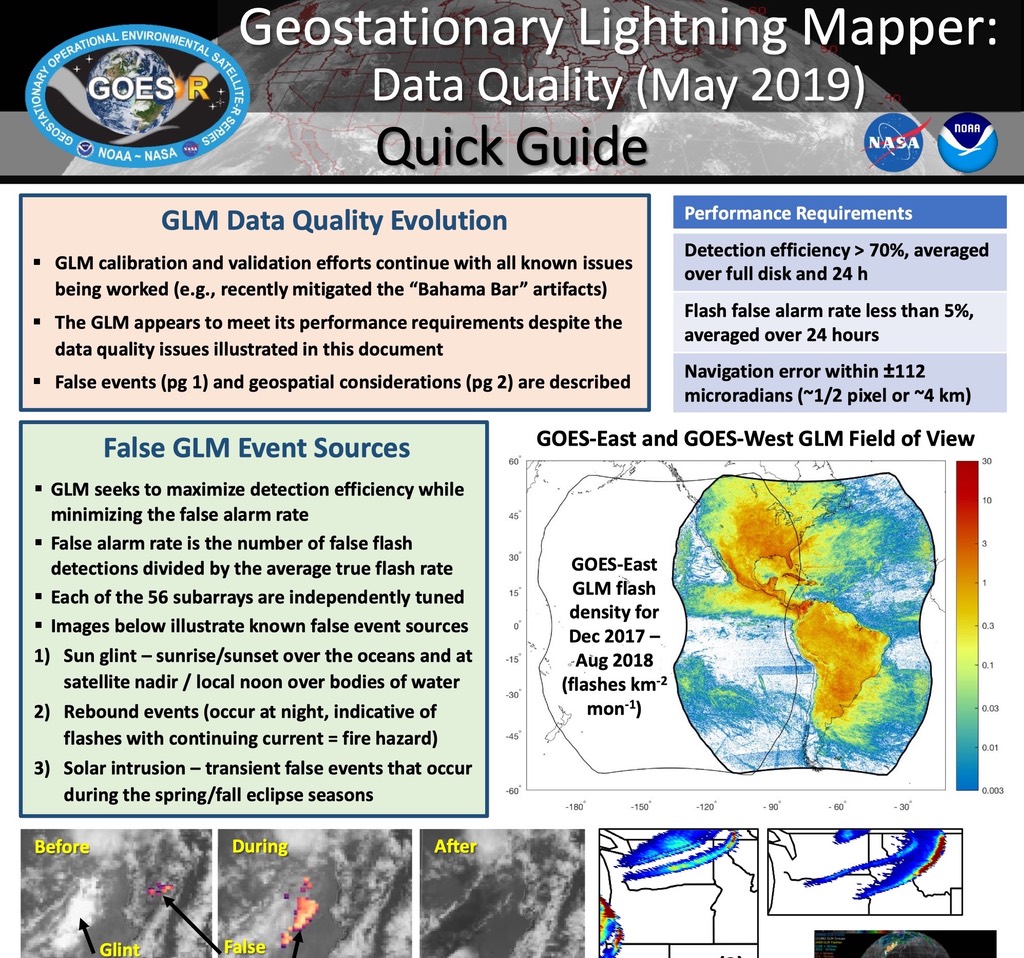 GEOSTATIONARY OPERATIONAL ENVIRONMENTAL SATELLITE-R SERIES
GOES R
NOAA ~ NASA
Geostationary Lightning Mapper:
Data Quality (May 2019)
Quick Guide
NASA
NOAA
GLM Data Quality Evolution
▪ GLM calibration and validation efforts continue with all known issues
being worked (e.g., recently mitigated the “Bahama Bar” artifacts)
▪ The GLM appears to meet its performance requirements despite the
data quality issues illustrated in this document
▪ False events (pg 1) and geospatial considerations (pg 2) are described
Performance Requirements
Detection efficiency > 70%, averaged
over full disk and 24 h
Flash false alarm rate less than 5%,
averaged over 24 hours
Navigation error within ±112
microradians (~1/2 pixel or ~4 km)
False GLM Event Sources
▪ GLM seeks to maximize detection efficiency while
minimizing the false alarm rate
▪ False alarm rate is the number of false flash
detections divided by the average true flash rate
▪ Each of the 56 subarrays are independently tuned
▪ Images below illustrate known false event sources
1) Sun glint – sunrise/sunset over the oceans and at
satellite nadir / local noon over bodies of water
2) Rebound events (occur at night, indicative of
flashes with continuing current = fire hazard)
3) Solar intrusion – transient false events that occur
during the spring/fall eclipse seasons
GOES-East and GOES-West GLM Field of View
60°
45°
30°
15°
0°
-15°
-30°
-45°
-60°
GOES-East
GLM flash
density for
Dec 2017 –
Aug 2018
(flashes km-2
mon-1)
-180° -150° -120° -90° -60° -30°
30
10
3
1
0.3
0.1
0.03
0.01
0.003
Before
During
After
Glint
False